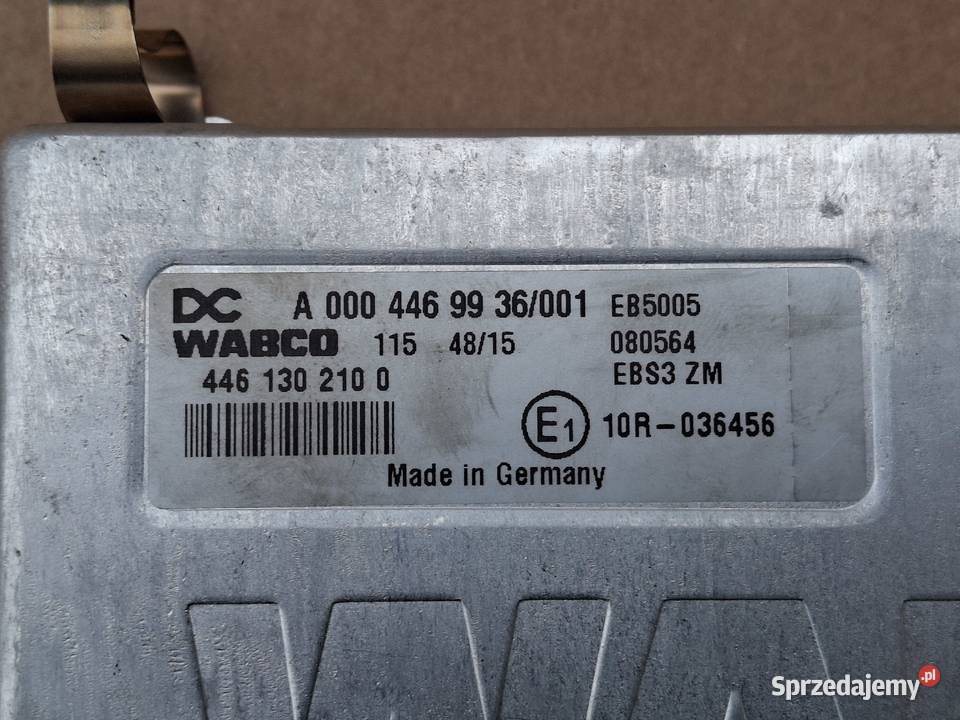 DC A 000 446 99 36/001 EB5005
WABCO 115 48/15 080564
446 130 210 0 EBS3 ZM
E1 10R-036456
Made in Germany
WA
Sprzedajemy.pl